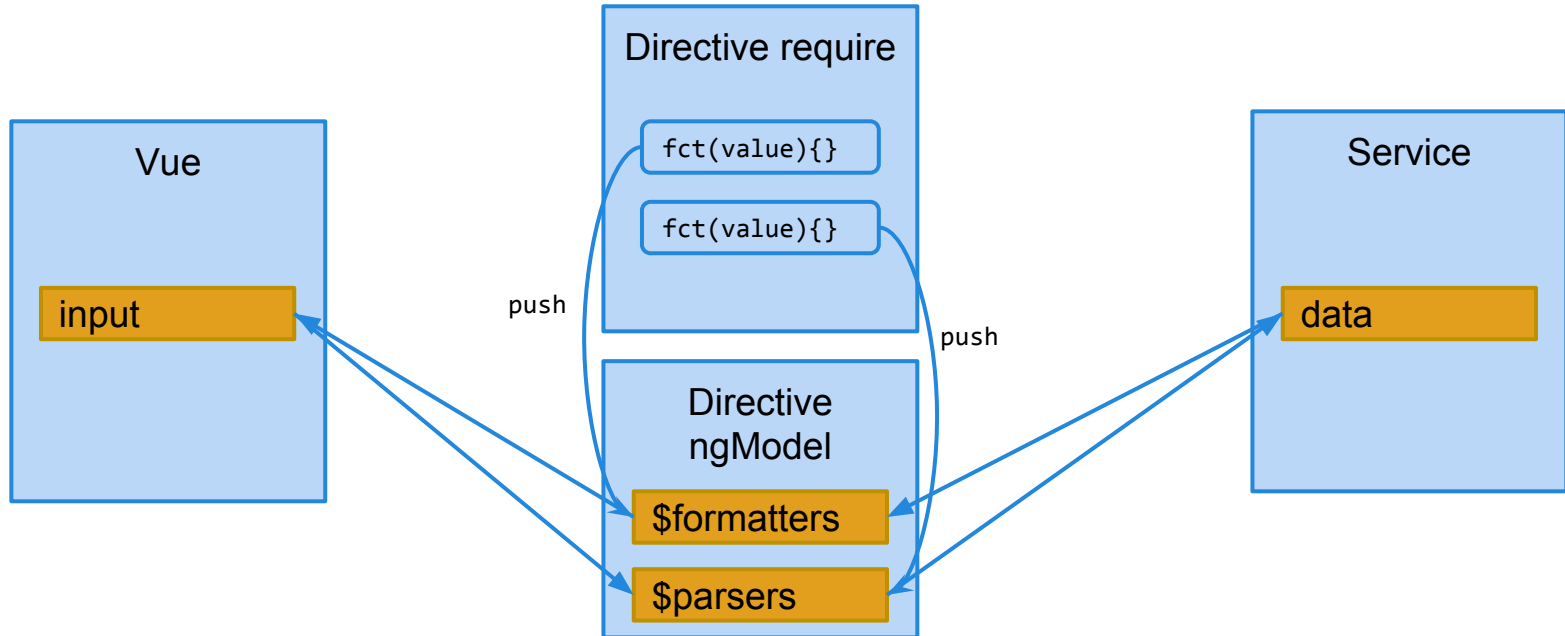 Directive require
fct(value){}
fct(value){}
Vue
input
push
push
Service
data
Directive
ngModel
$formatters
$parsers